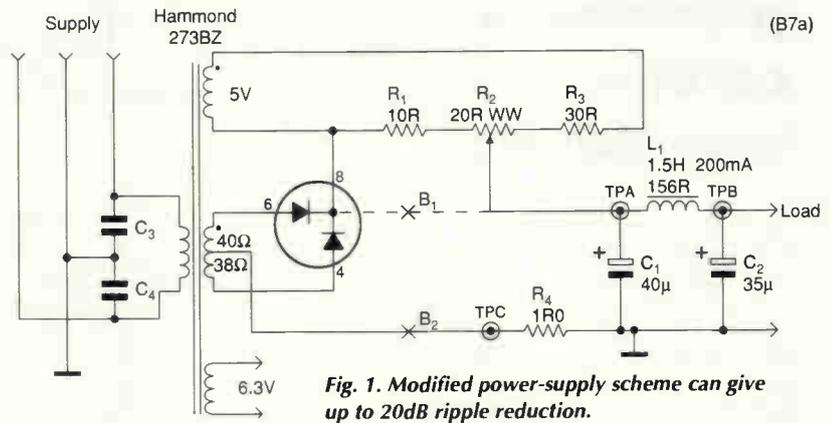 Supply
Hammond
273BZ
(B7a)
5V
R1
10R
R2
20R WW
R3
30R
L1
1.5H 200mA
156R
TPA
TPB
8
6
B1
Load
C3
40Ω
38Ω
4
C1
40µ
C2
35µ
C4
B2
TPC
R4
1R0
6.3V
Fig. 1. Modified power-supply scheme can give
up to 20dB ripple reduction.